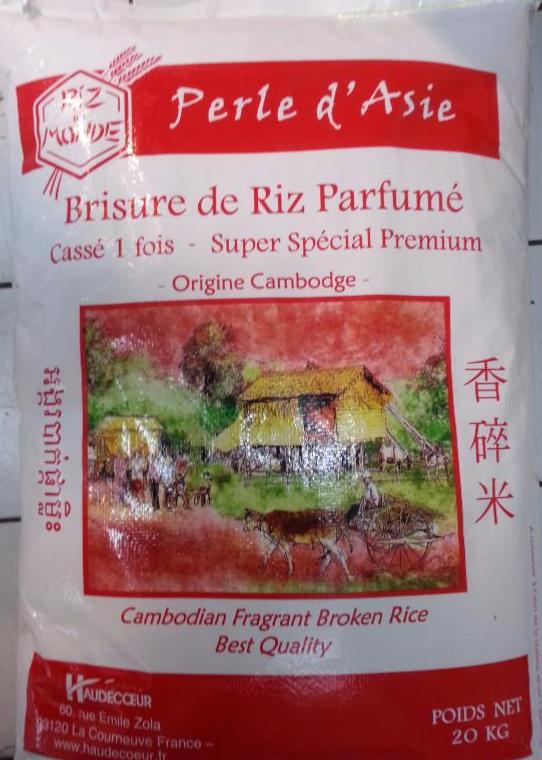 RIZ
DU
MONDE
Perle d'Asie
Brisure de Riz Parfumé
Cassé 1 fois - Super Spécial Premium
- Origine Cambodge -
香碎米
Cambodian Fragrant Broken Rice
Best Quality
HAUDECŒUR
60, rue Emile Zola
93120 La Courneuve France –
www.haudecoeur.fr
POIDS NET
20 KG